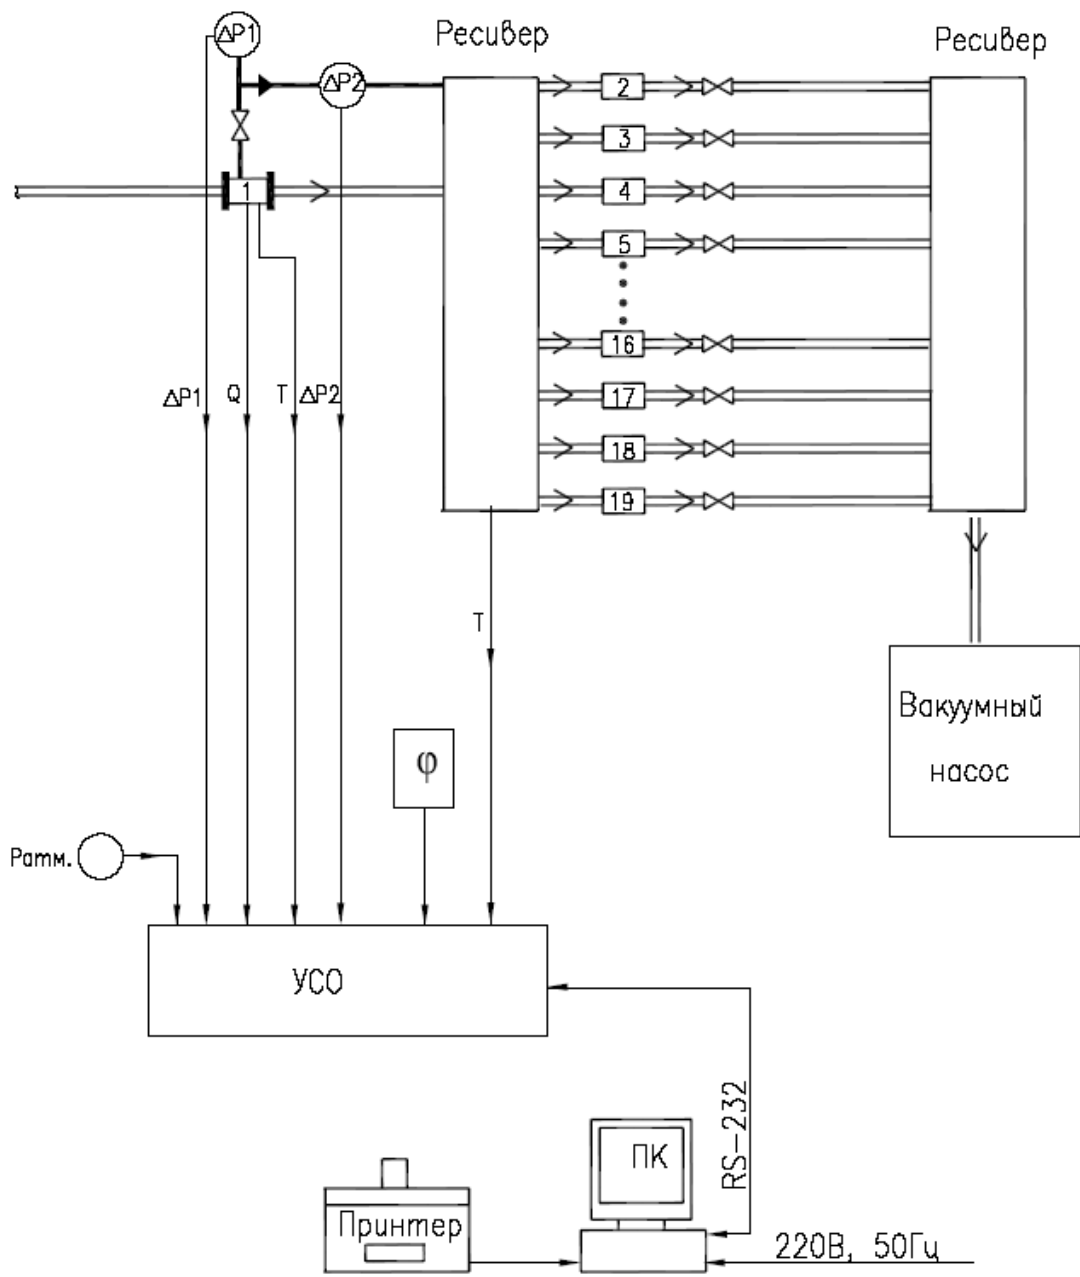 ΔP1
Ресивер
Ресивер
ΔP2
2
3
1
4
5
16
ΔP1
Q
T
ΔP2
17
18
19
T
Вакуумный
насос
φ
Pатм.
УСО
RS-232
ПК
Принтер
220В, 50Гц